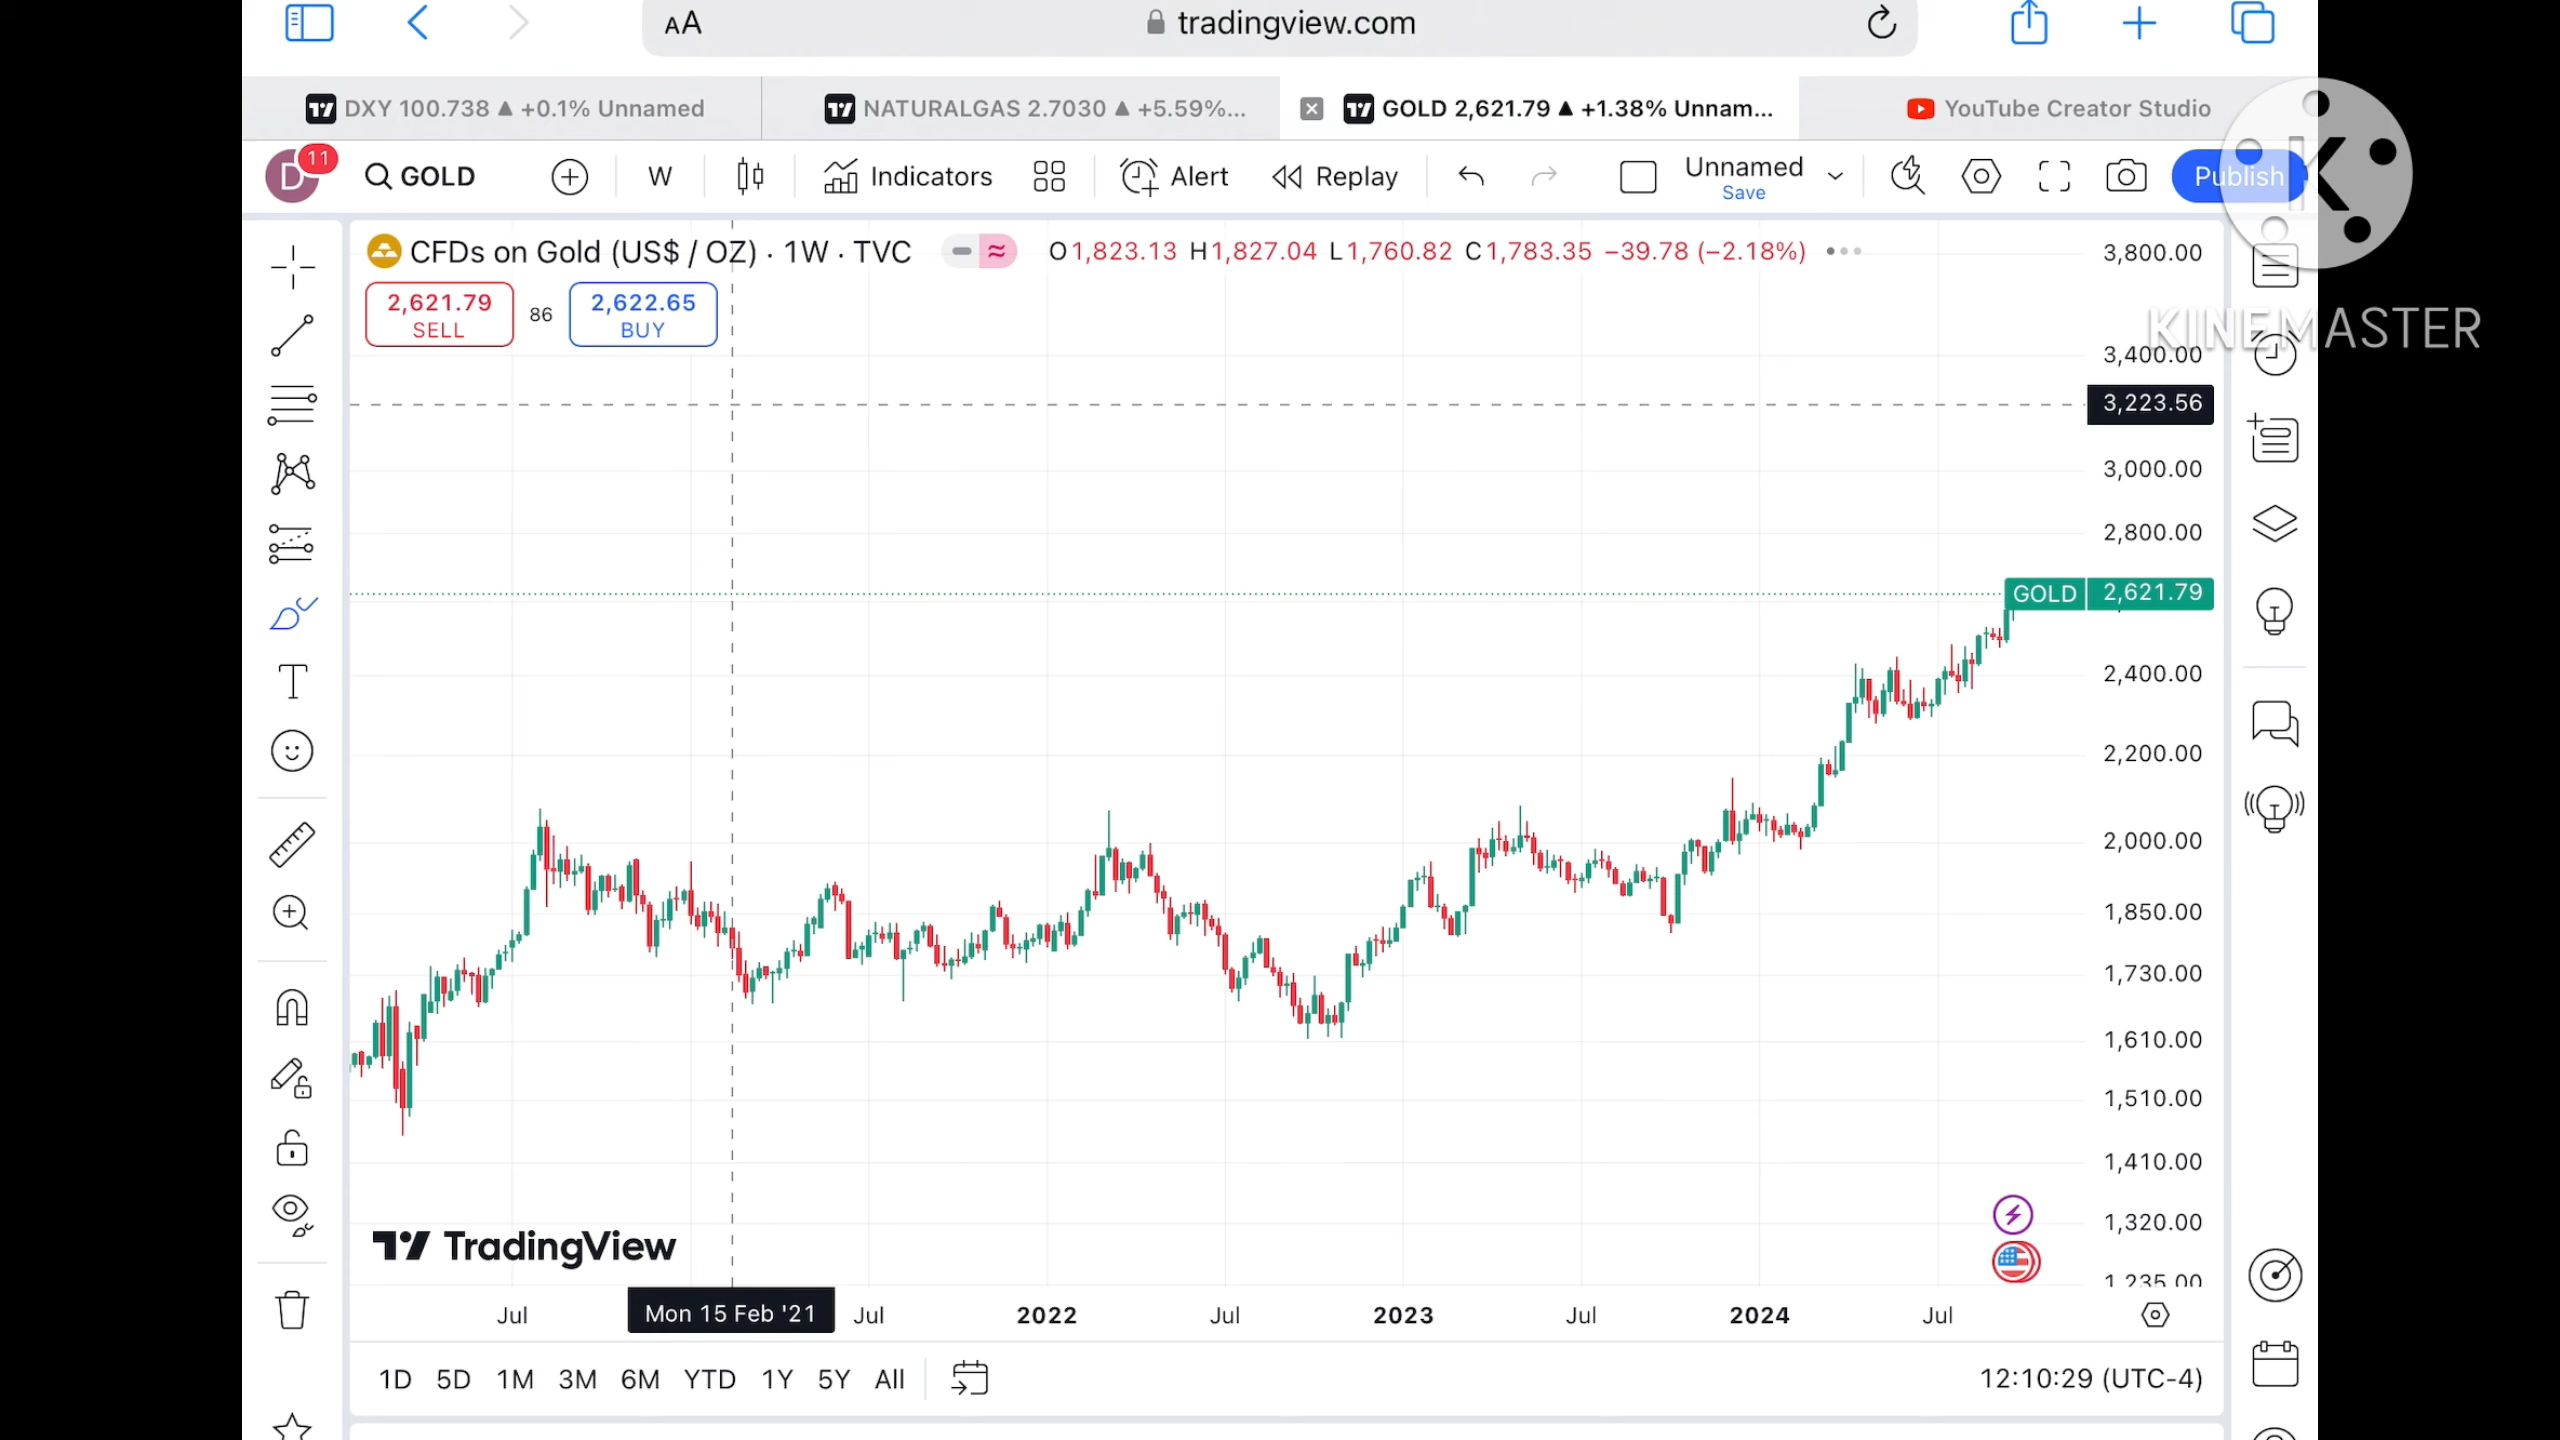 AA
tradingview.com
DXY 100.738 ▲ +0.1% Unnamed
NATURALGAS 2.7030 ▲ +5.59%...
GOLD 2,621.79 ▲ +1.38% Unnam...
YouTube Creator Studio
D
11
GOLD
W
Indicators
Alert
Replay
Unnamed
Save
Publish
K
KINEMASTER
CFDs on Gold (US$ / OZ) · 1W · TVC
O1,823.13 H1,827.04 L1,760.82 C1,783.35 −39.78 (−2.18%)
2,621.79
SELL
86
2,622.65
BUY
3,800.00
3,400.00
3,223.56
3,000.00
2,800.00
GOLD 2,621.79
2,400.00
2,200.00
2,000.00
1,850.00
1,730.00
1,610.00
1,510.00
1,410.00
1,320.00
1,235.00
TradingView
Jul
Mon 15 Feb '21
Jul
2022
Jul
2023
Jul
2024
Jul
1D 5D 1M 3M 6M YTD 1Y 5Y All
12:10:29 (UTC-4)